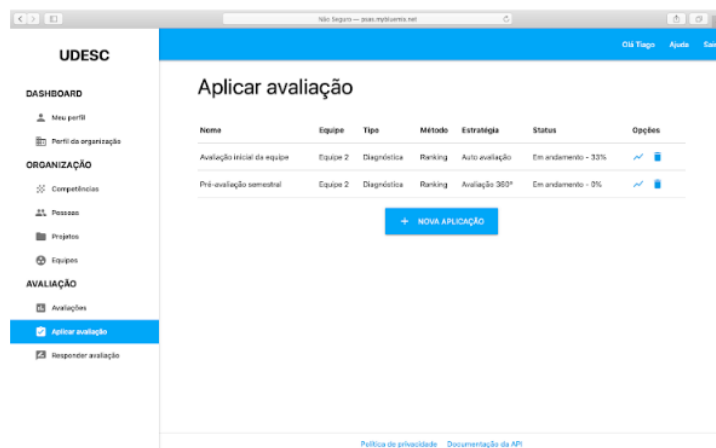 Não Seguro — psas.mybluemix.net
UDESC
Olá Tiago Ajuda Sair
DASHBOARD
Meu perfil
Perfil da organização
ORGANIZAÇÃO
Competências
Pessoas
Projetos
Equipes
AVALIAÇÃO
Avaliações
Aplicar avaliação
Responder avaliação
Aplicar avaliação
Nome Equipe Tipo Método Estratégia Status Opções
Avaliação inicial da equipe Equipe 2 Diagnóstica Ranking Auto avaliação Em andamento - 33%
Pré-avaliação semestral Equipe 2 Diagnóstica Ranking Avaliação 360º Em andamento - 0%
+ NOVA APLICAÇÃO
Política de privacidade Documentação da API